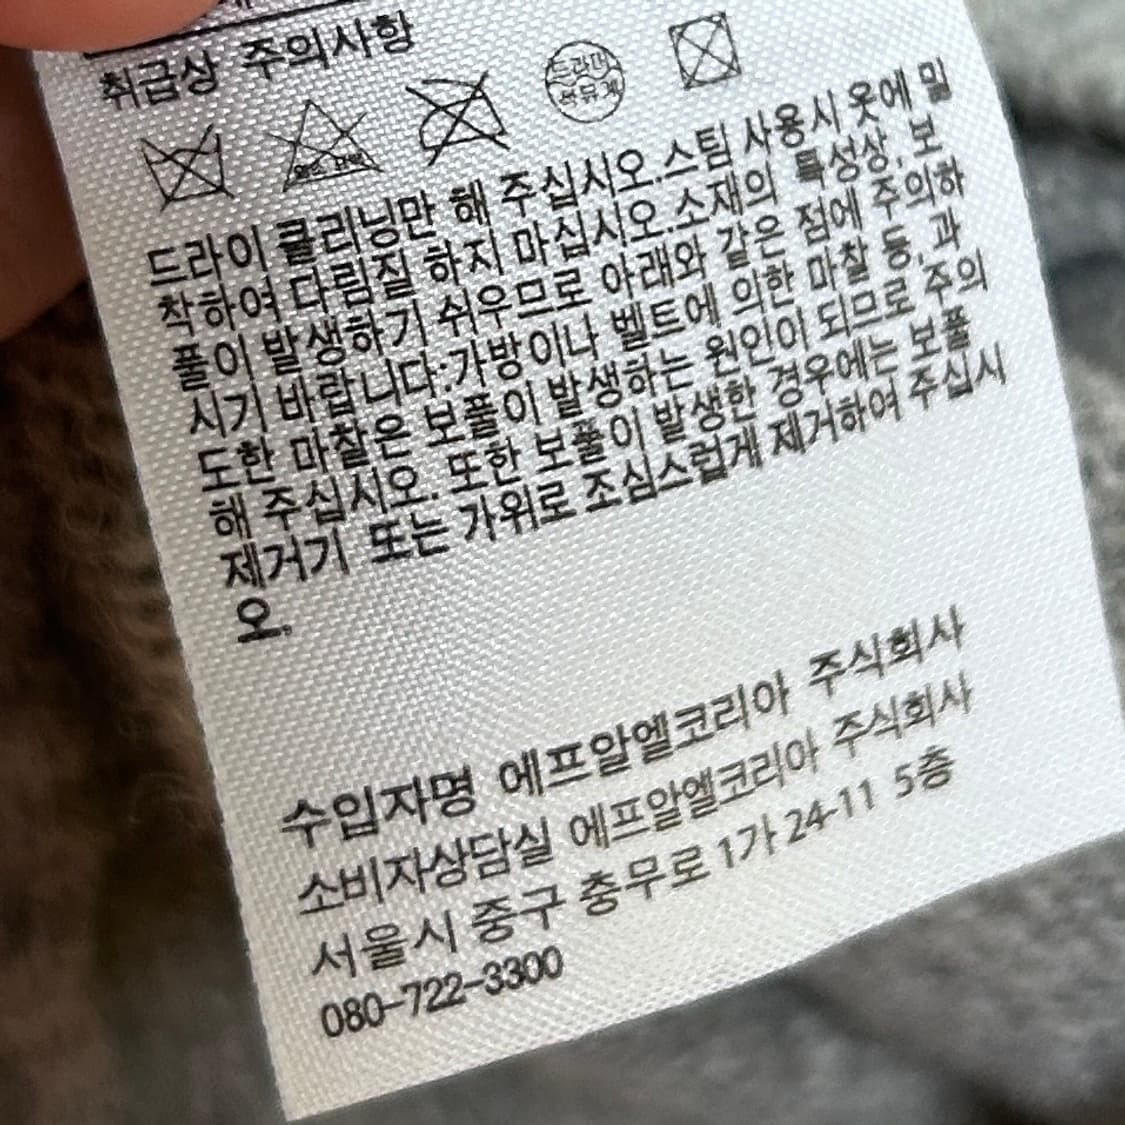 취급상 주의사항
드라이
석유계
드라이 클리닝만 해 주십시오.스팀 사용시 옷에 밀
착하여 다림질 하지 마십시오.소재의 특성상, 보
풀이 발생하기 쉬우므로 아래와 같은 점에 주의하
시기 바랍니다:가방이나 벨트에 의한 마찰 등,과
도한 마찰은 보풀이 발생하는 원인이 되므로 주의
해 주십시오. 또한 보풀이 발생한 경우에는 보풀
제거기 또는 가위로 조심스럽게 제거하여 주십시
오.
수입자명 에프알엘코리아 주식회사
소비자상담실 에프알엘코리아 주식회사
서울시 중구 충무로 1가 24-11 5층
080-722-3300